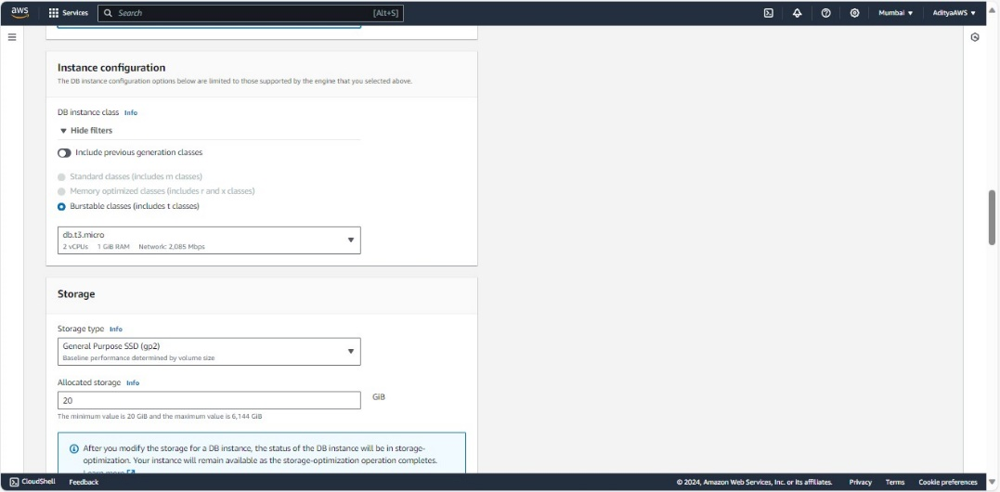 aws
Services
Search
[Alt+S]
Mumbai
AdityaAWS
Instance configuration
The DB instance configuration options below are limited to those supported by the engine that you selected above.
DB instance class Info
Hide filters
Include previous generation classes
Standard classes (includes m classes)
Memory optimized classes (includes r and x classes)
Burstable classes (includes t classes)
db.t3.micro
2 vCPUs 1 GiB RAM Network: 2,085 Mbps
Storage
Storage type Info
General Purpose SSD (gp2)
Baseline performance determined by volume size
Allocated storage Info
20
GiB
The minimum value is 20 GiB and the maximum value is 6,144 GiB
After you modify the storage for a DB instance, the status of the DB instance will be in storage-
optimization. Your instance will remain available as the storage-optimization operation completes.
Learn more
CloudShell
Feedback
© 2024, Amazon Web Services, Inc. or its affiliates.
Privacy
Terms
Cookie preferences